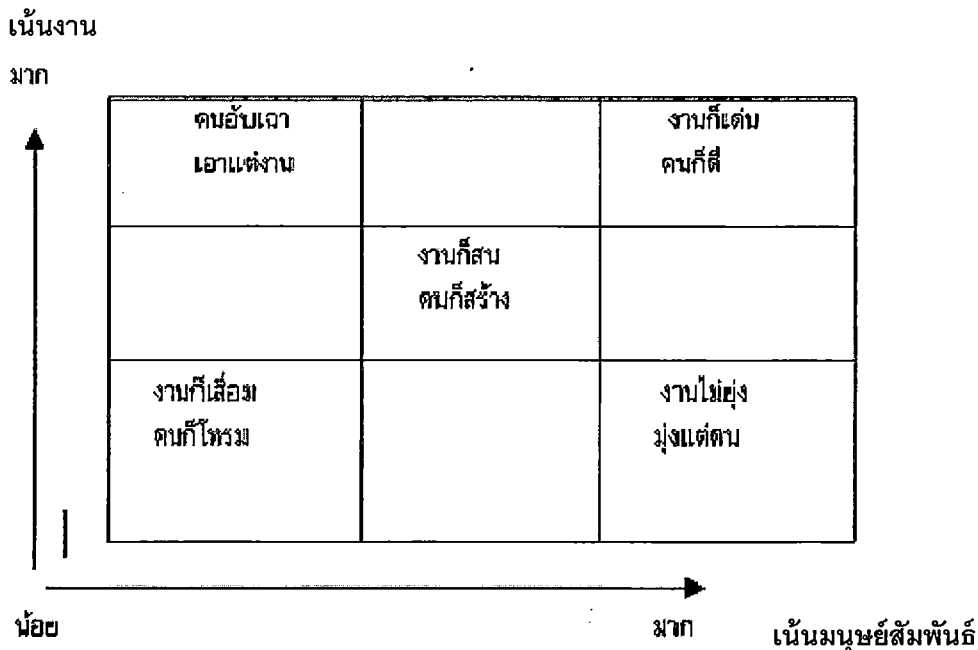 เน้นงาน
มาก
คนอับเฉา
เอาแต่งาน
งานก็เด่น
คนก็ดี
งานก็สน
คนก็สร้าง
งานก็เสื่อม
คนก็โทรม
งานไม่ยุ่ง
มุ่งแต่คน
น้อย
มาก
เน้นมนุษย์สัมพันธ์